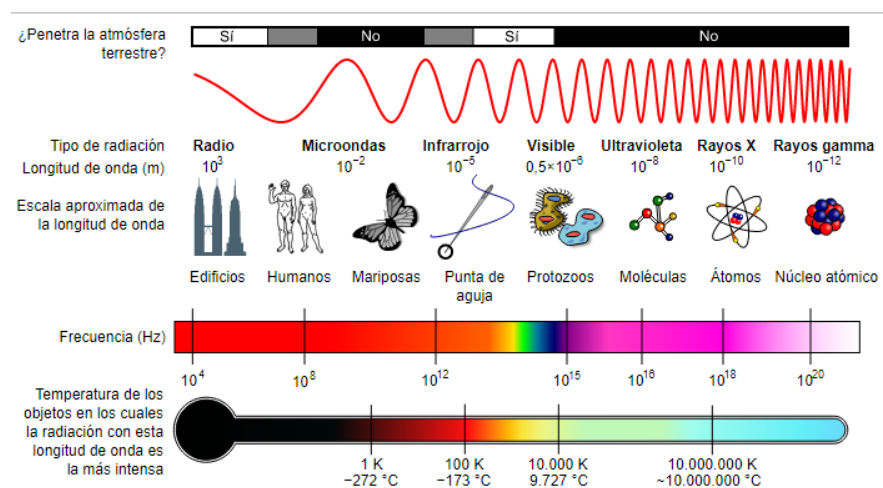 ¿Penetra la atmósfera
terrestre?
Sí
No
Sí
No
Tipo de radiación
Radio
Microondas
Infrarrojo
Visible
Ultravioleta
Rayos X
Rayos gamma
Longitud de onda (m)
10³
10⁻²
10⁻⁵
0,5×10⁻⁶
10⁻⁸
10⁻¹⁰
10⁻¹²
Escala aproximada de
la longitud de onda
Edificios
Humanos
Mariposas
Punta de
aguja
Protozoos
Moléculas
Átomos
Núcleo atómico
Frecuencia (Hz)
10⁴
10⁸
10¹²
10¹⁵
10¹⁶
10¹⁸
10²⁰
Temperatura de los
objetos en los cuales
la radiación con esta
longitud de onda es
la más intensa
1 K
−272 °C
100 K
−173 °C
10.000 K
9.727 °C
10.000.000 K
~10.000.000 °C